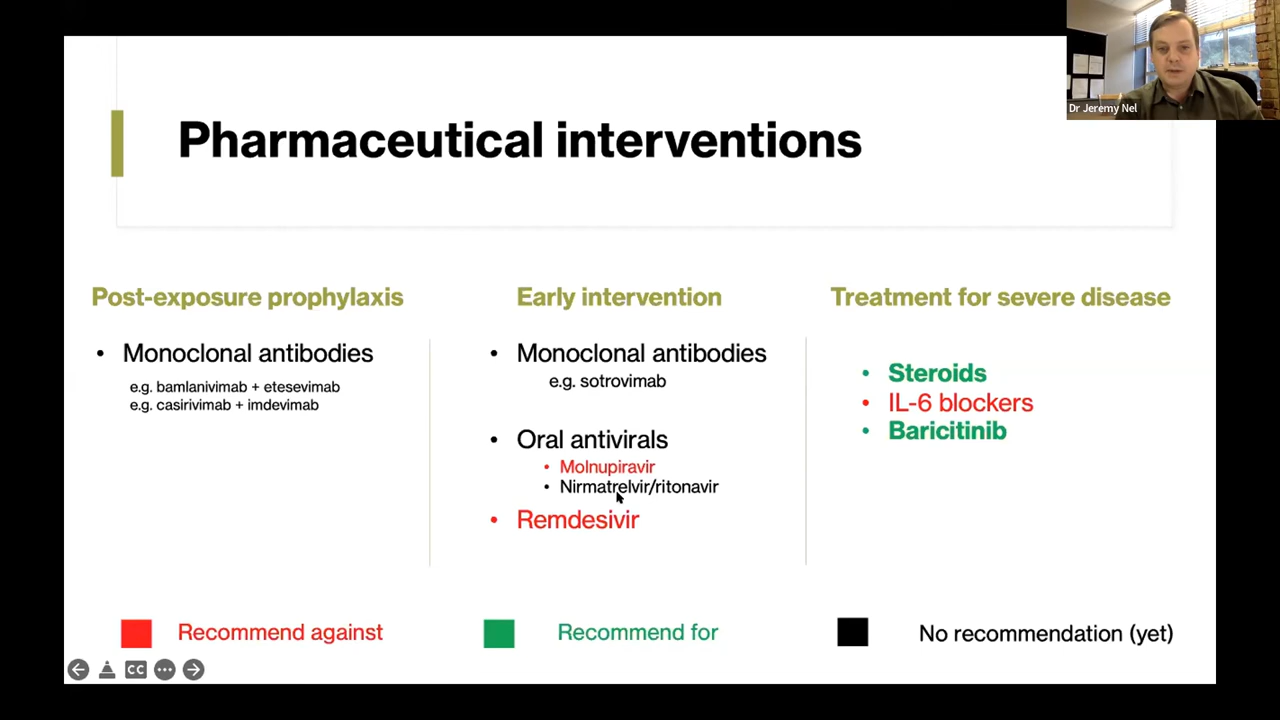 Dr Jeremy Nel
Pharmaceutical interventions
Post-exposure prophylaxis
• Monoclonal antibodies
e.g. bamlanivimab + etesevimab
e.g. casirivimab + imdevimab
Early intervention
• Monoclonal antibodies
e.g. sotrovimab
• Oral antivirals
• Molnupiravir
• Nirmatrelvir/ritonavir
• Remdesivir
Treatment for severe disease
• Steroids
• IL-6 blockers
• Baricitinib
Recommend against
Recommend for
No recommendation (yet)
CC